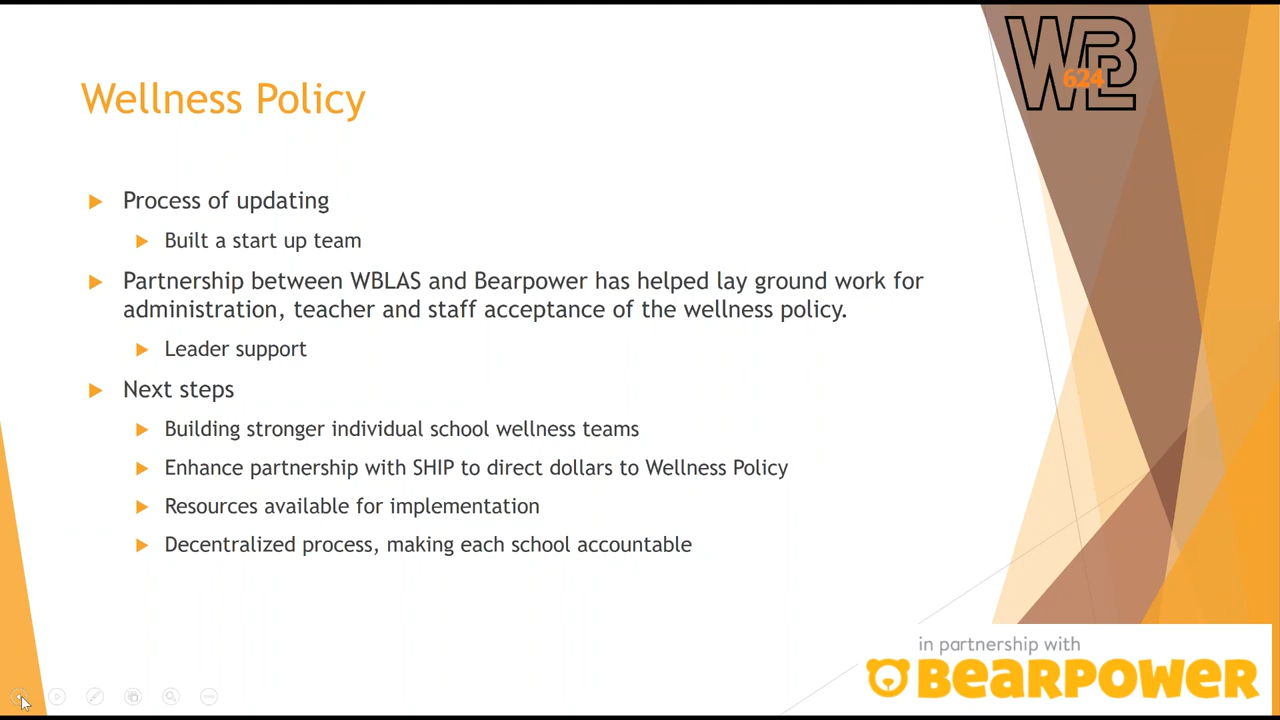 WBL
624
Wellness Policy
Process of updating
Built a start up team
Partnership between WBLAS and Bearpower has helped lay ground work for
administration, teacher and staff acceptance of the wellness policy.
Leader support
Next steps
Building stronger individual school wellness teams
Enhance partnership with SHIP to direct dollars to Wellness Policy
Resources available for implementation
Decentralized process, making each school accountable
in partnership with
BEARPOWER